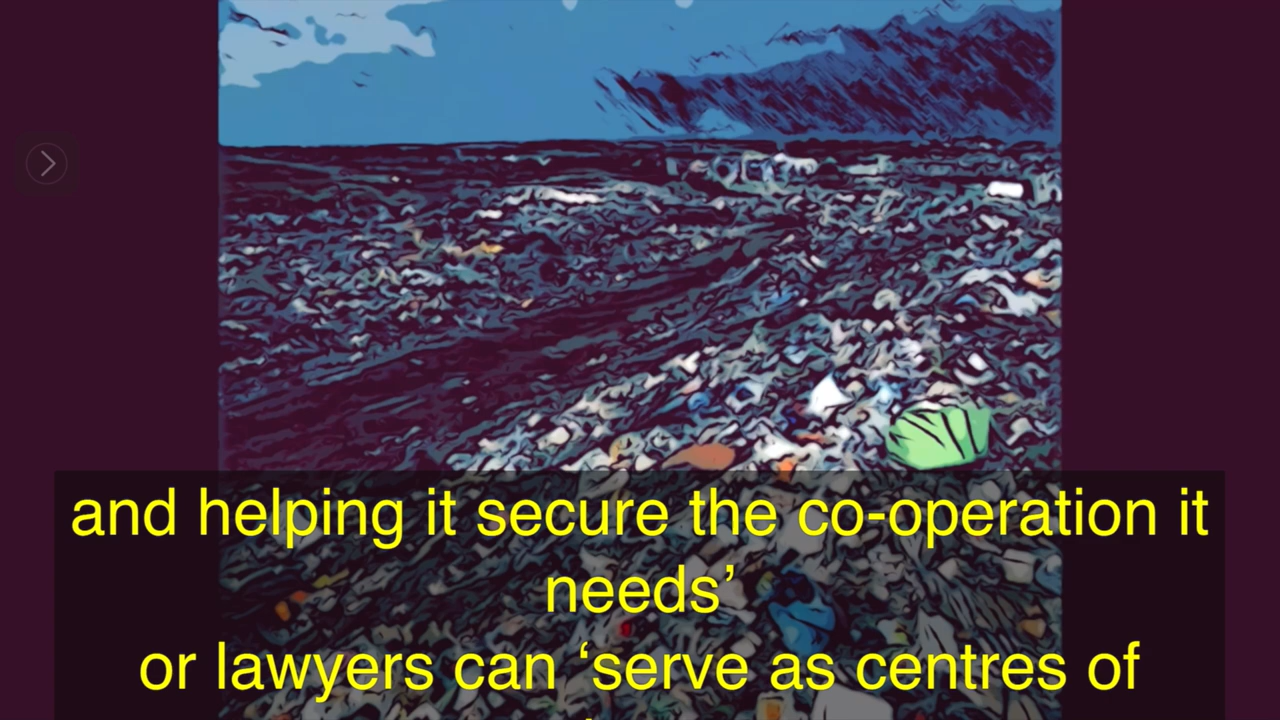 and helping it secure the co-operation it
needs’
or lawyers can ‘serve as centres of